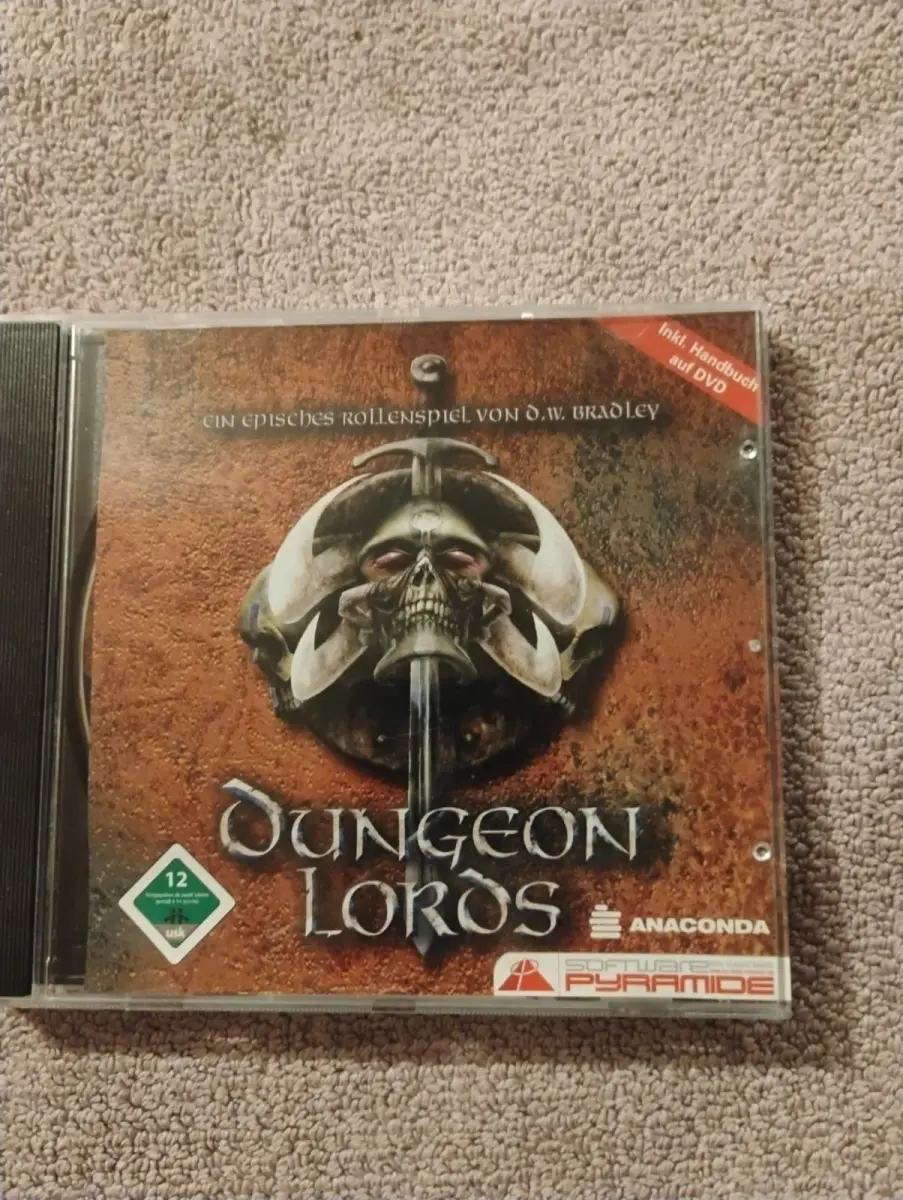 Inkl. Handbuch
auf DVD
EIN EPISCHES ROLLENSPIEL VON D.W. BRADLEY
DUNGEON
LORDS
12
usk
ANACONDA
SOFTWARE
PYRAMIDE